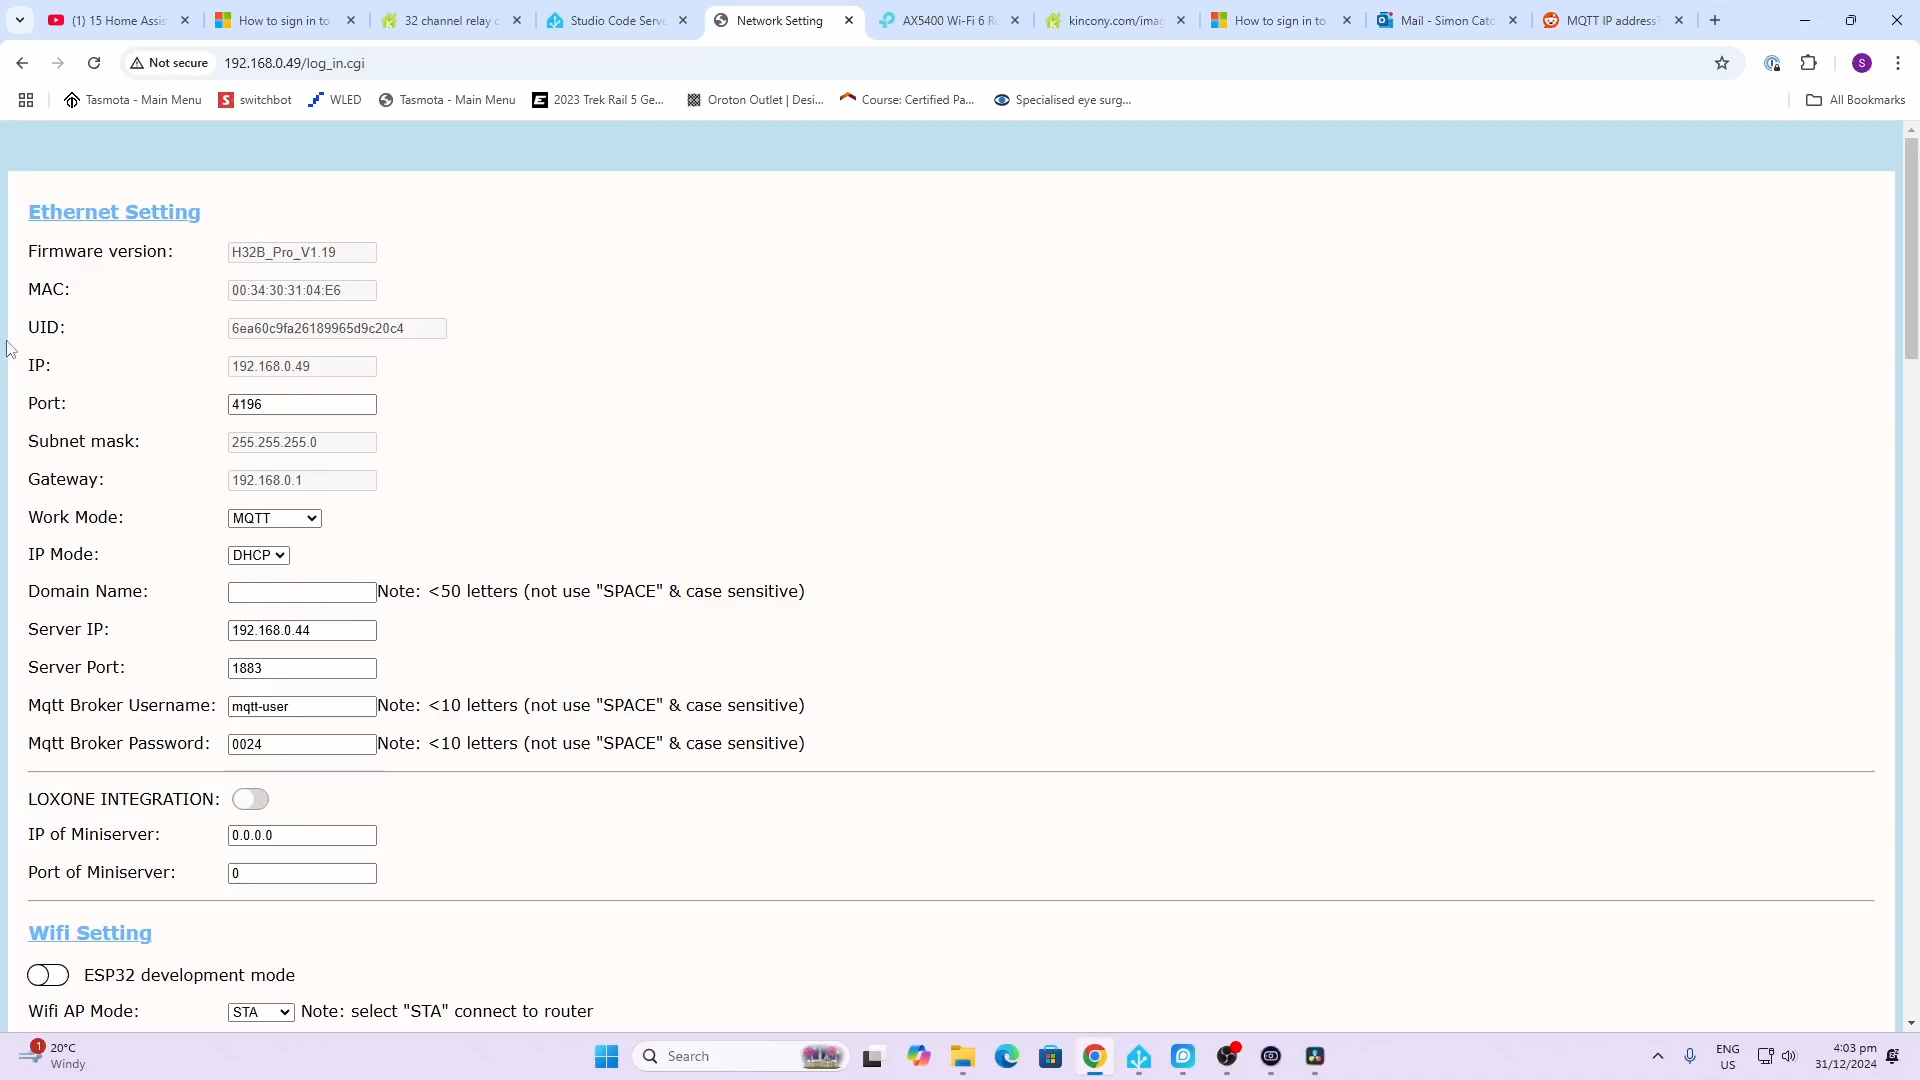 (1) 15 Home Assis
How to sign in to
32 channel relay c
Studio Code Serve
Network Setting
AX5400 Wi-Fi 6 R
kincony.com/imag
How to sign in to
Mail - Simon Cato
MQTT IP address?
Not secure
192.168.0.49/log_in.cgi
S
Tasmota - Main Menu
switchbot
WLED
Tasmota - Main Menu
2023 Trek Rail 5 Ge...
Oroton Outlet | Desi...
Course: Certified Pa...
Specialised eye surg...
All Bookmarks
Ethernet Setting
Firmware version: H32B_Pro_V1.19
MAC: 00:34:30:31:04:E6
UID: 6ea60c9fa26189965d9c20c4
IP: 192.168.0.49
Port: 4196
Subnet mask: 255.255.255.0
Gateway: 192.168.0.1
Work Mode: MQTT
IP Mode: DHCP
Domain Name: Note: <50 letters (not use "SPACE" & case sensitive)
Server IP: 192.168.0.44
Server Port: 1883
Mqtt Broker Username: mqtt-user Note: <10 letters (not use "SPACE" & case sensitive)
Mqtt Broker Password: 0024 Note: <10 letters (not use "SPACE" & case sensitive)
LOXONE INTEGRATION:
IP of Miniserver: 0.0.0.0
Port of Miniserver: 0
Wifi Setting
ESP32 development mode
Wifi AP Mode: STA Note: select "STA" connect to router
1
20°C
Windy
Search
ENG
US
4:03 pm
31/12/2024